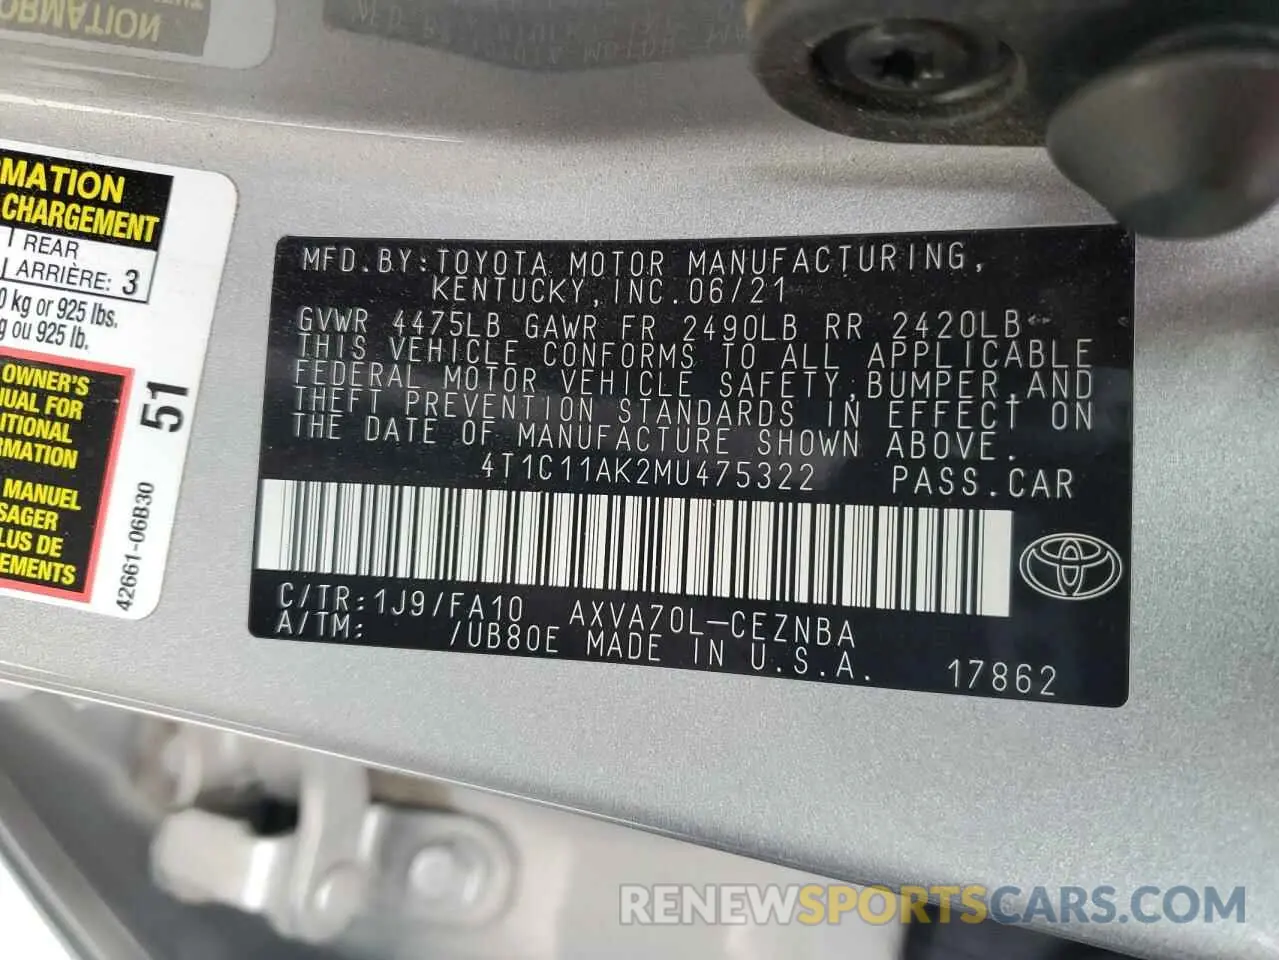 RMATION
CHARGEMENT
REAR
ARRIÈRE: 3
0 kg or 925 lbs.
g ou 925 lb.
OWNER'S
NUAL FOR
ITIONAL
RMATION
MANUEL
SAGER
LUS DE
EMENTS
51
42661-06B30
MFD.BY:TOYOTA MOTOR MANUFACTURING,
KENTUCKY,INC.06/21
GVWR 4475LB GAWR FR 2490LB RR 2420LB
THIS VEHICLE CONFORMS TO ALL APPLICABLE
FEDERAL MOTOR VEHICLE SAFETY,BUMPER,AND
THEFT PREVENTION STANDARDS IN EFFECT ON
THE DATE OF MANUFACTURE SHOWN ABOVE.
4T1C11AK2MU475322 PASS.CAR
C/TR:1J9/FA10 AXVA70L-CEZNBA
A/TM: /UB80E MADE IN U.S.A.
17862
RENEWSPORTSCARS.COM